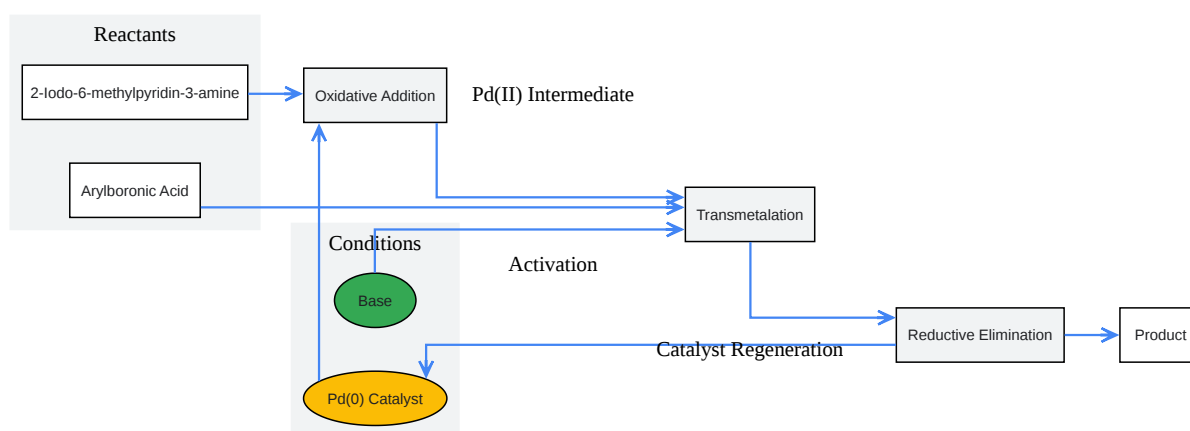 Reactants
2-Iodo-6-methylpyridin-3-amine
Oxidative Addition
Pd(II) Intermediate
Arylboronic Acid
Transmetalation
Conditions
Activation
Base
Reductive Elimination
Product
Catalyst Regeneration
Pd(0) Catalyst